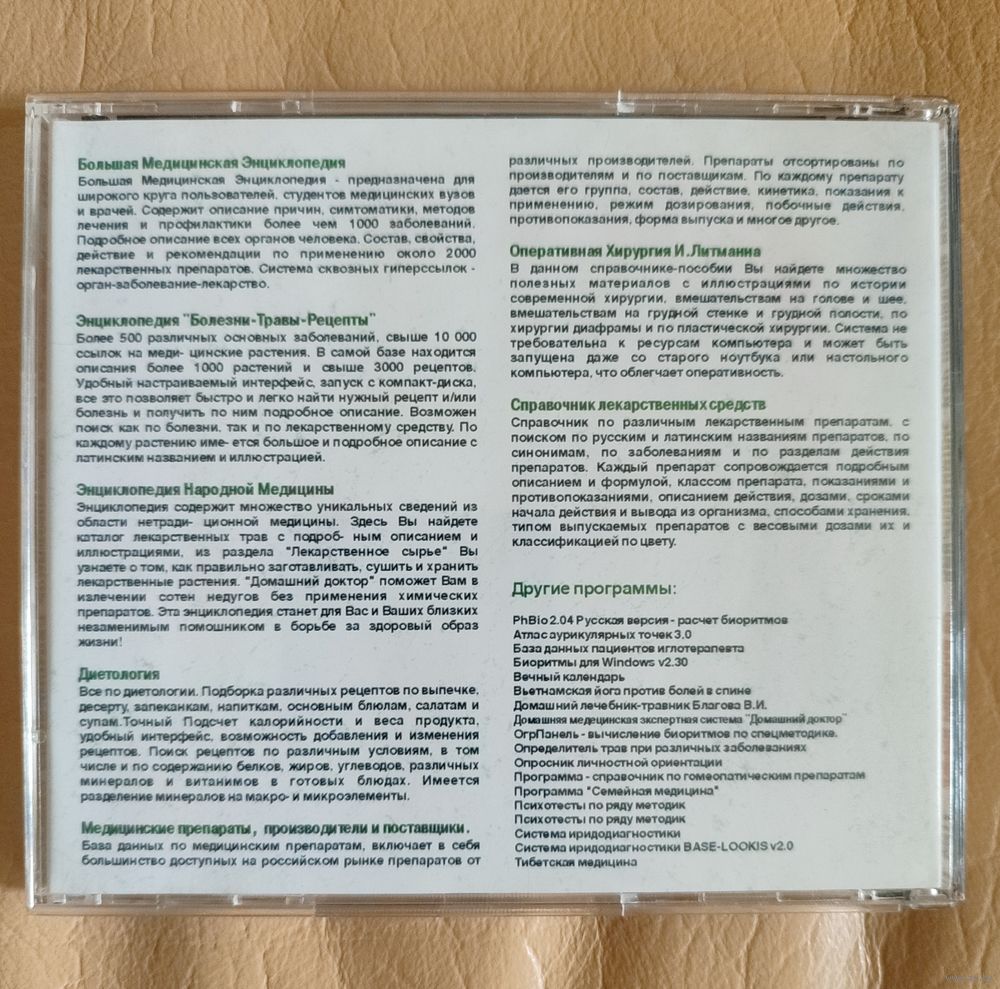 Большая Медицинская Энциклопедия
Большая Медицинская Энциклопедия - предназначена для
широкого круга пользователей, студентов медицинских вузов
и врачей. Содержит описание причин, симтоматики, методов
лечения и профилактики более чем 1000 заболеваний.
Подробное описание всех органов человека. Состав, свойства,
действие и рекомендации по применению около 2000
лекарственных препаратов. Система сквозных гиперссылок -
орган-заболевание-лекарство.
Энциклопедия "Болезни-Травы-Рецепты"
Более 500 различных основных заболеваний, свыше 10 000
ссылок на меди- цинские растения. В самой базе находится
описания более 1000 растений и свыше 3000 рецептов.
Удобный настраиваемый интерфейс, запуск с компакт-диска,
все это позволяет быстро и легко найти нужный рецепт и/или
болезнь и получить по ним подробное описание. Возможен
поиск как по болезни, так и по лекарственному средству. По
каждому растению име- ется большое и подробное описание с
латинским названием и иллюстрацией.
Энциклопедия Народной Медицины
Энциклопедия содержит множество уникальных сведений из
области нетради- ционной медицины. Здесь Вы найдете
каталог лекарственных трав с подроб- ным описанием и
иллюстрациями, из раздела "Лекарственное сырье" Вы
узнаете о том, как правильно заготавливать, сушить и хранить
лекарственные растения. "Домашний доктор" поможет Вам в
излечении сотен недугов без применения химических
препаратов. Эта энциклопедия станет для Вас и Ваших близких
незаменимым помошником в борьбе за здоровый образ
жизни!
Диетология
Все по диетологии. Подборка различных рецептов по выпечке,
десерту, запеканкам, напиткам, основным блюлам, салатам и
супам.Точный Подсчет калорийности и веса продукта,
удобный интерфейс, возможность добавления и изменения
рецептов. Поиск рецептов по различным условиям, в том
числе и по содержанию белков, жиров, углеводов, различных
минералов и витанимов в готовых блюдах. Имеется
разделение минералов на макро- и микроэлементы.
Медицинские препараты, производители и поставщики.
База данных по медицинским препаратам, включает в себя
большинство доступных на российском рынке препаратов от
различных производителей. Препараты отсортированы по
производителям и по поставщикам. По каждому препарату
дается его группа, состав, действие, кинетика, показания к
применению, режим дозирования, побочные действия,
противопоказания, форма выпуска и многое другое.
Оперативная Хирургия И.Литманна
В данном справочнике-пособии Вы найдете множество
полезных материалов с иллюстрациями по истории
современной хирургии, вмешательствам на голове и шее,
вмешательствам на грудной стенке и грудной полости, по
хирургии диафрамы и по пластической хирургии. Система не
требовательна к ресурсам компьютера и может быть
запущена даже со старого ноутбука или настольного
компьютера, что облегчает оперативность.
Справочник лекарственных средств
Справочник по различным лекарственным препаратам, с
поиском по русским и латинским названиям препаратов, по
синонимам, по заболеваниям и по разделам действия
препаратов. Каждый препарат сопровождается подробным
описанием и формулой, классом препарата, показаниями и
противопоказаниями, описанием действия, дозами, сроками
начала действия и вывода из организма, способами хранения,
типом выпускаемых препаратов с весовыми дозами их и
классификацией по цвету.
Другие программы:
PhBio 2.04 Русская версия - расчет биоритмов
Атлас аурикулярных точек 3.0
База данных пациентов иглотерапевта
Биоритмы для Windows v2.30
Вечный календарь
Вьетнамская йога против болей в спине
Домашний лечебник-травник Благова В.И.
Домашняя медецинская экспертная система "Домашний доктор"
ОгрПанель - вычисление биоритмов по спецметодике.
Определитель трав при различных заболеваниях
Опросник личностной ориентации
Программа - справочник по гомеопатическим препаратам
Программа "Семейная медицина"
Психотесты по ряду методик
Психотесты по ряду методик
Система иридодиагностики
Система иридодиагностики BASE-LOOKIS v2.0
Тибетская медицина